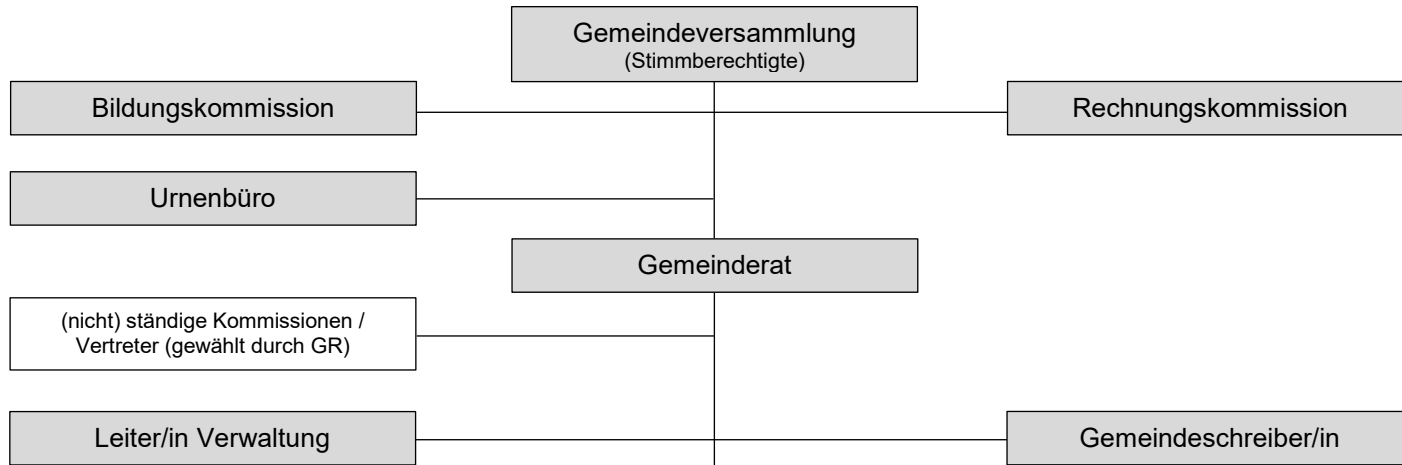 Gemeindeversammlung
(Stimmberechtigte)
Bildungskommission
Rechnungskommission
Urnenbüro
Gemeinderat
(nicht) ständige Kommissionen /
Vertreter (gewählt durch GR)
Leiter/in Verwaltung
Gemeindeschreiber/in